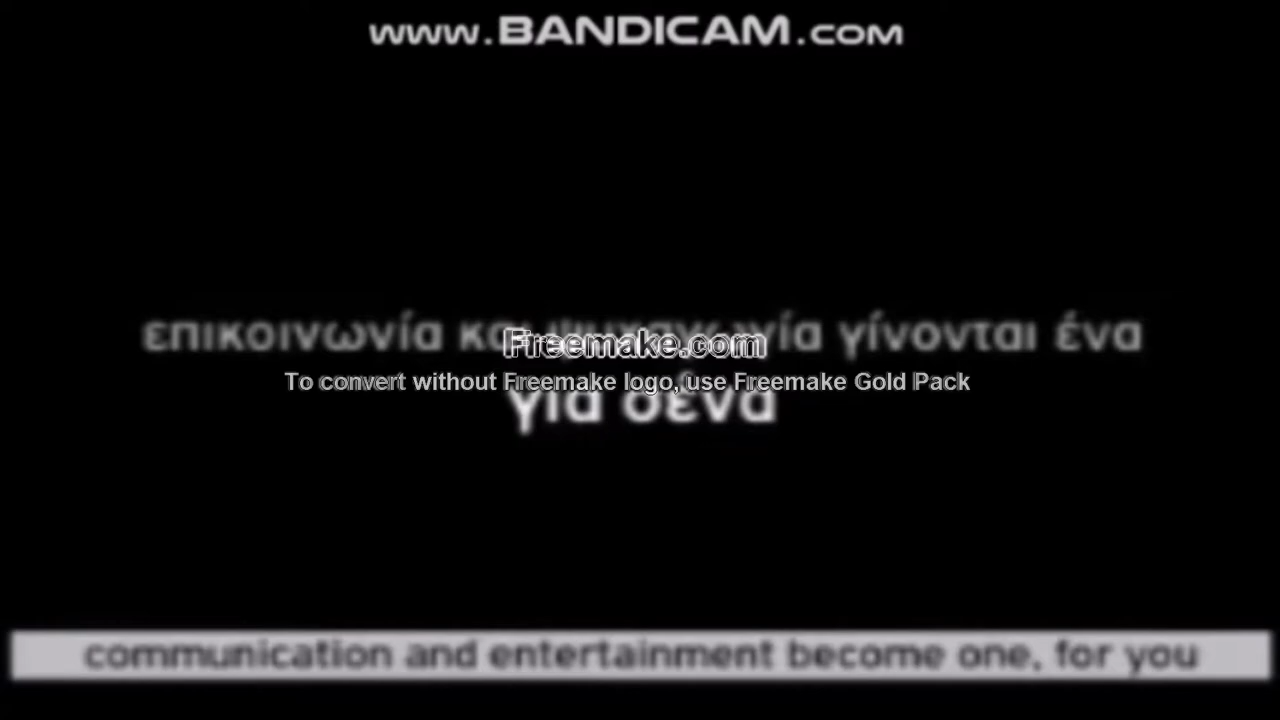 www.BANDICAM.com
επικοινωνία και ψυχαγωγία γίνονται ένα
Freemake.com
To convert without Freemake logo, use Freemake Gold Pack
για σένα
communication and entertainment become one, for you